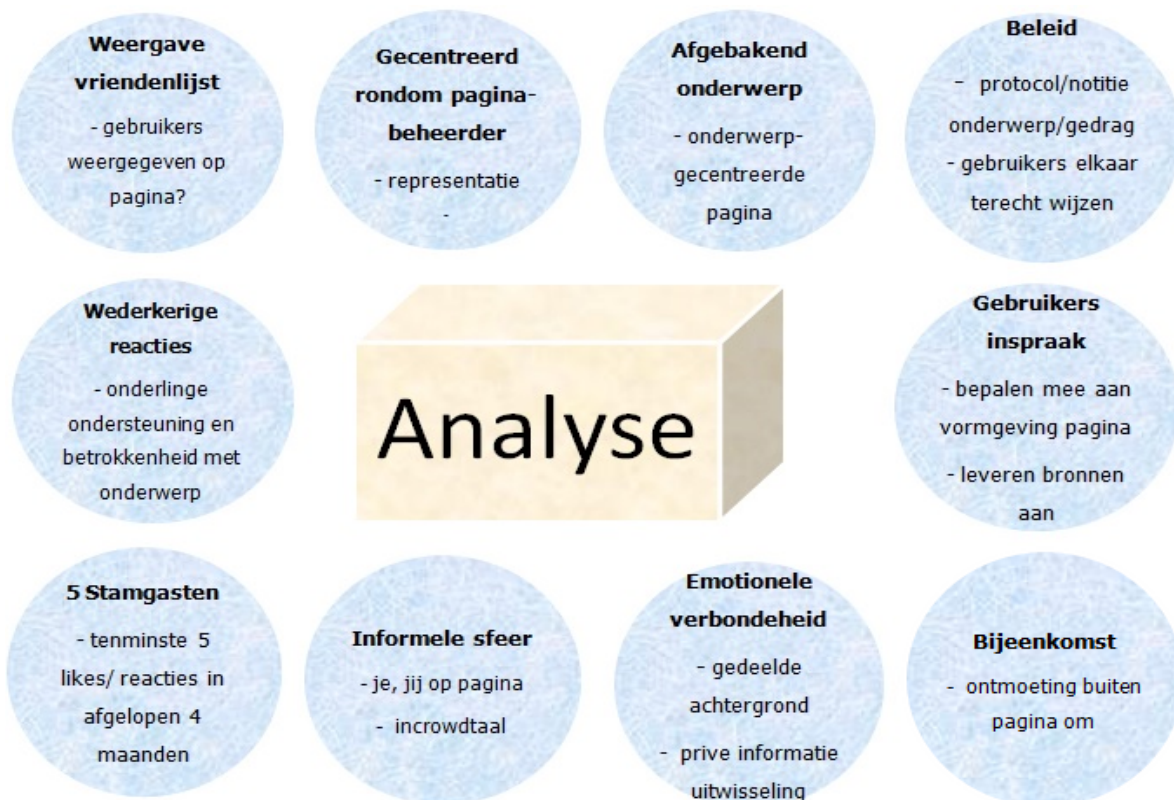 Weergave
vriendenlijst
- gebruikers
weergegeven op
pagina?
Gecentreerd
rondom pagina-
beheerder
- representatie
-
Afgebakend
onderwerp
- onderwerp-
gecentreerde
pagina
Beleid
- protocol/notitie
onderwerp/gedrag
- gebruikers elkaar
terecht wijzen
Wederkerige
reacties
- onderlinge
ondersteuning en
betrokkenheid met
onderwerp
Analyse
Gebruikers
inspraak
- bepalen mee aan
vormgeving pagina
- leveren bronnen
aan
5 Stamgasten
- tenminste 5
likes/ reacties in
afgelopen 4
maanden
Informele sfeer
- je, jij op pagina
- incrowdtaal
Emotionele
verbondeheid
- gedeelde
achtergrond
- prive informatie
uitwisseling
Bijeenkomst
- ontmoeting buiten
pagina om